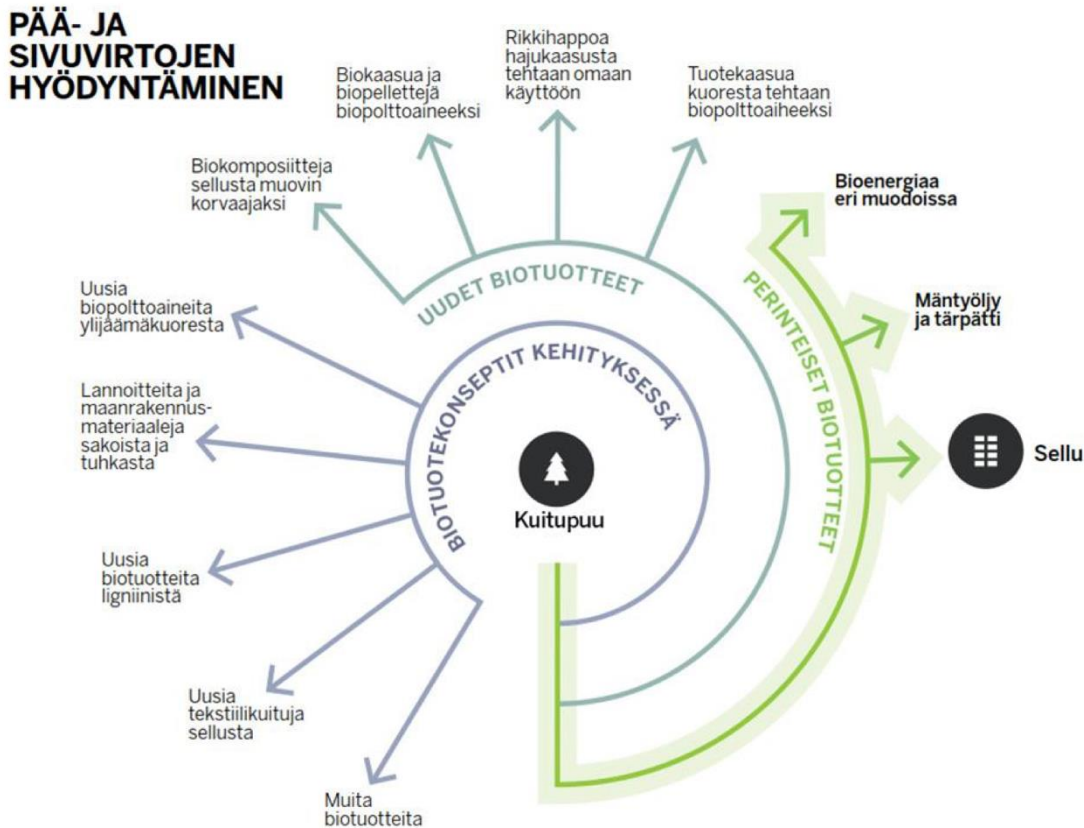 PÄÄ- JA
SIVUVIRTOJEN
HYÖDYNTÄMINEN
Rikkihappoa
hajukaasusta
tehtaan omaan
käyttöön
Biokaasua ja
biopellettejä
biopolttoaineeksi
Tuotekaasua
kuoresta tehtaan
biopolttoaiheeksi
Biokomposiitteja
sellusta muovin
korvaajaksi
Bioenergiaa
eri muodoissa
UUDET BIOTUOTTEET
PERINTEISET BIOTUOTTEET
Uusia
biopolttoaineita
ylijäämäkuoresta
Mäntyöljy
ja tärpätti
BIOTUOTEKONSEPTIT KEHITYKSESSÄ
Lannoitteita ja
maanrakennus-
materiaaleja
sakoista ja
tuhkasta
Sellu
Kuitupuu
Uusia
biotuotteita
ligniinistä
Uusia
tekstiilikuituja
sellusta
Muita
biotuotteita